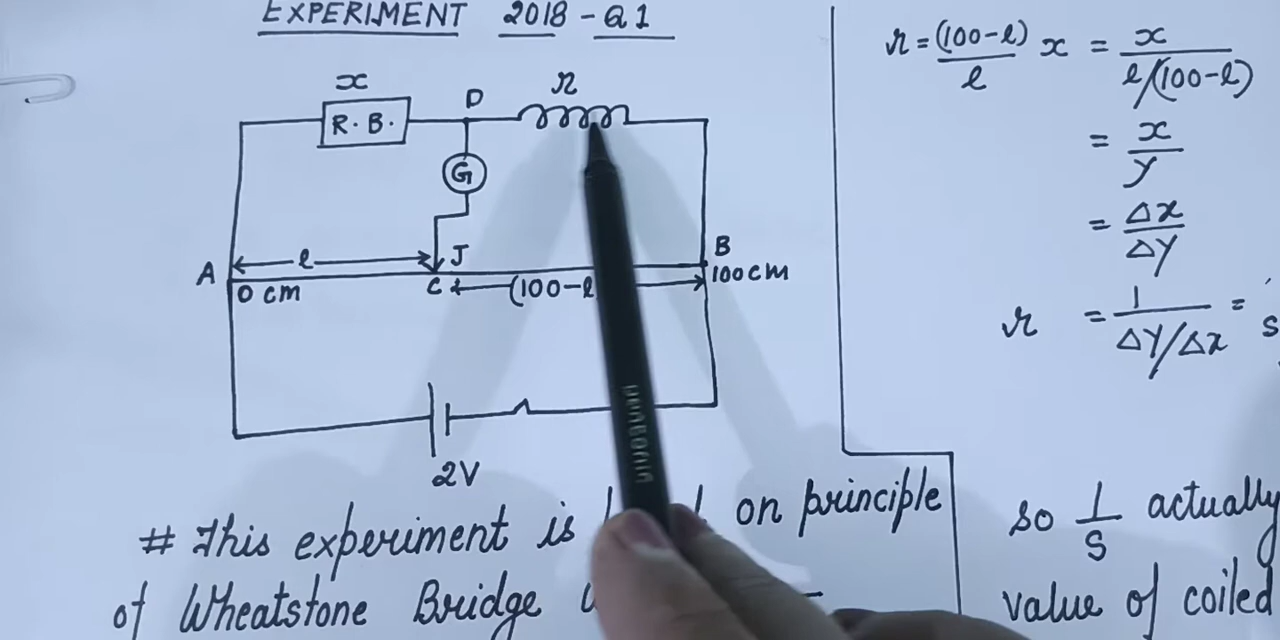 EXPERIMENT 2018 - Q1
x
r
R. B.
D
G
A
l
J
B
0 cm
C
(100-l
100 cm
2V
# This experiment is on principle
of Wheatstone Bridge
r = (100-l)/l x = x/(l/(100-l))
= x/y
= Δx/Δy
r = 1/(Δy/Δx) =
so 1/s actually
value of coiled
penbonn